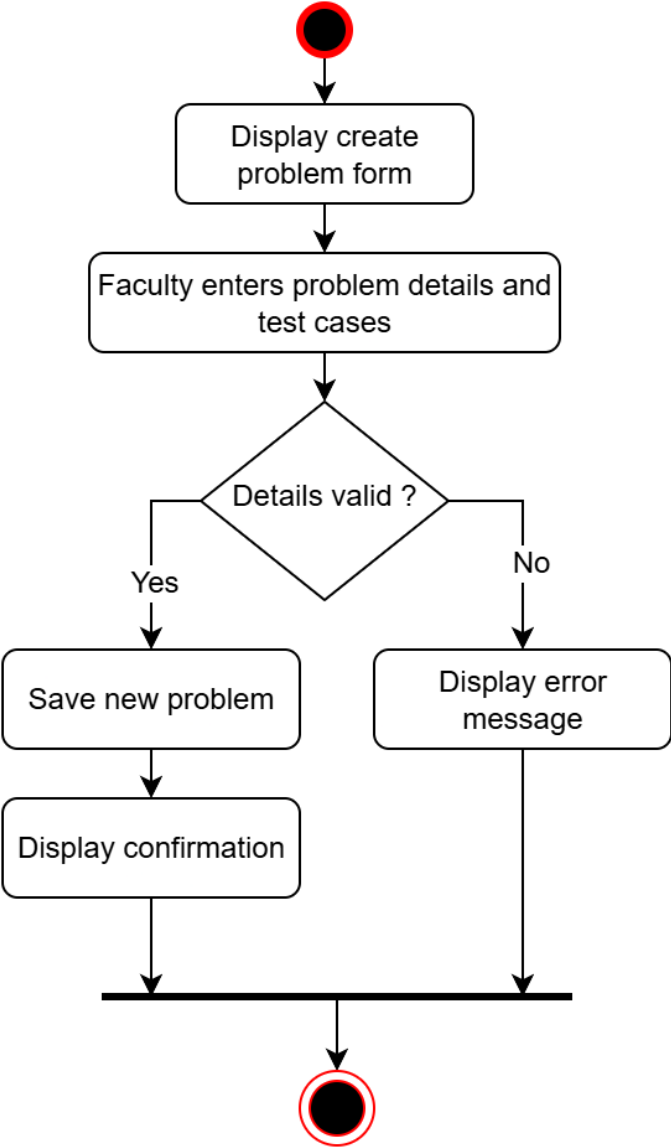 Display create
problem form
Faculty enters problem details and
test cases
Details valid ?
Yes
No
Save new problem
Display error
message
Display confirmation